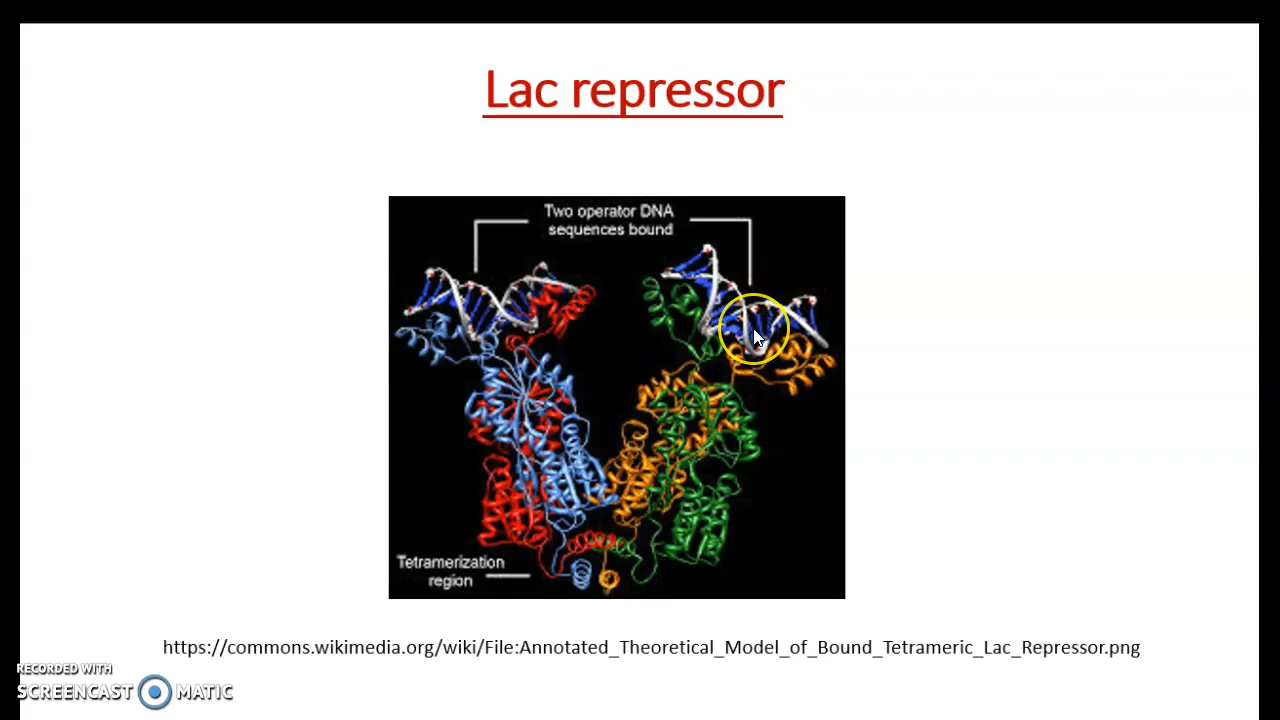 Lac repressor
Two operator DNA
sequences bound
Tetramerization
region
https://commons.wikimedia.org/wiki/File:Annotated_Theoretical_Model_of_Bound_Tetrameric_Lac_Repressor.png
RECORDED WITH
SCREENCAST MATIC